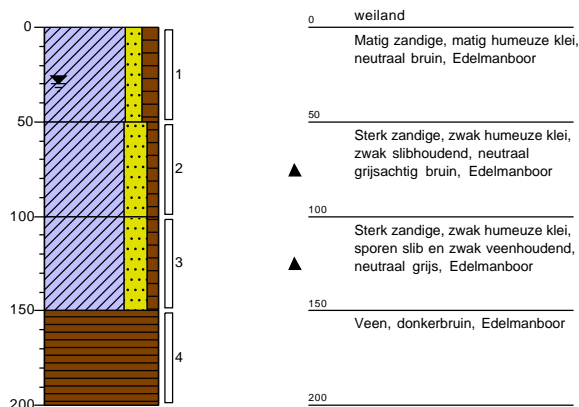 0
50
100
150
200
1
2
3
4
0
weiland
Matig zandige, matig humeuze klei,
neutraal bruin, Edelmanboor
50
Sterk zandige, zwak humeuze klei,
zwak slibhoudend, neutraal
grijsachtig bruin, Edelmanboor
100
Sterk zandige, zwak humeuze klei,
sporen slib en zwak veenhoudend,
neutraal grijs, Edelmanboor
150
Veen, donkerbruin, Edelmanboor
200